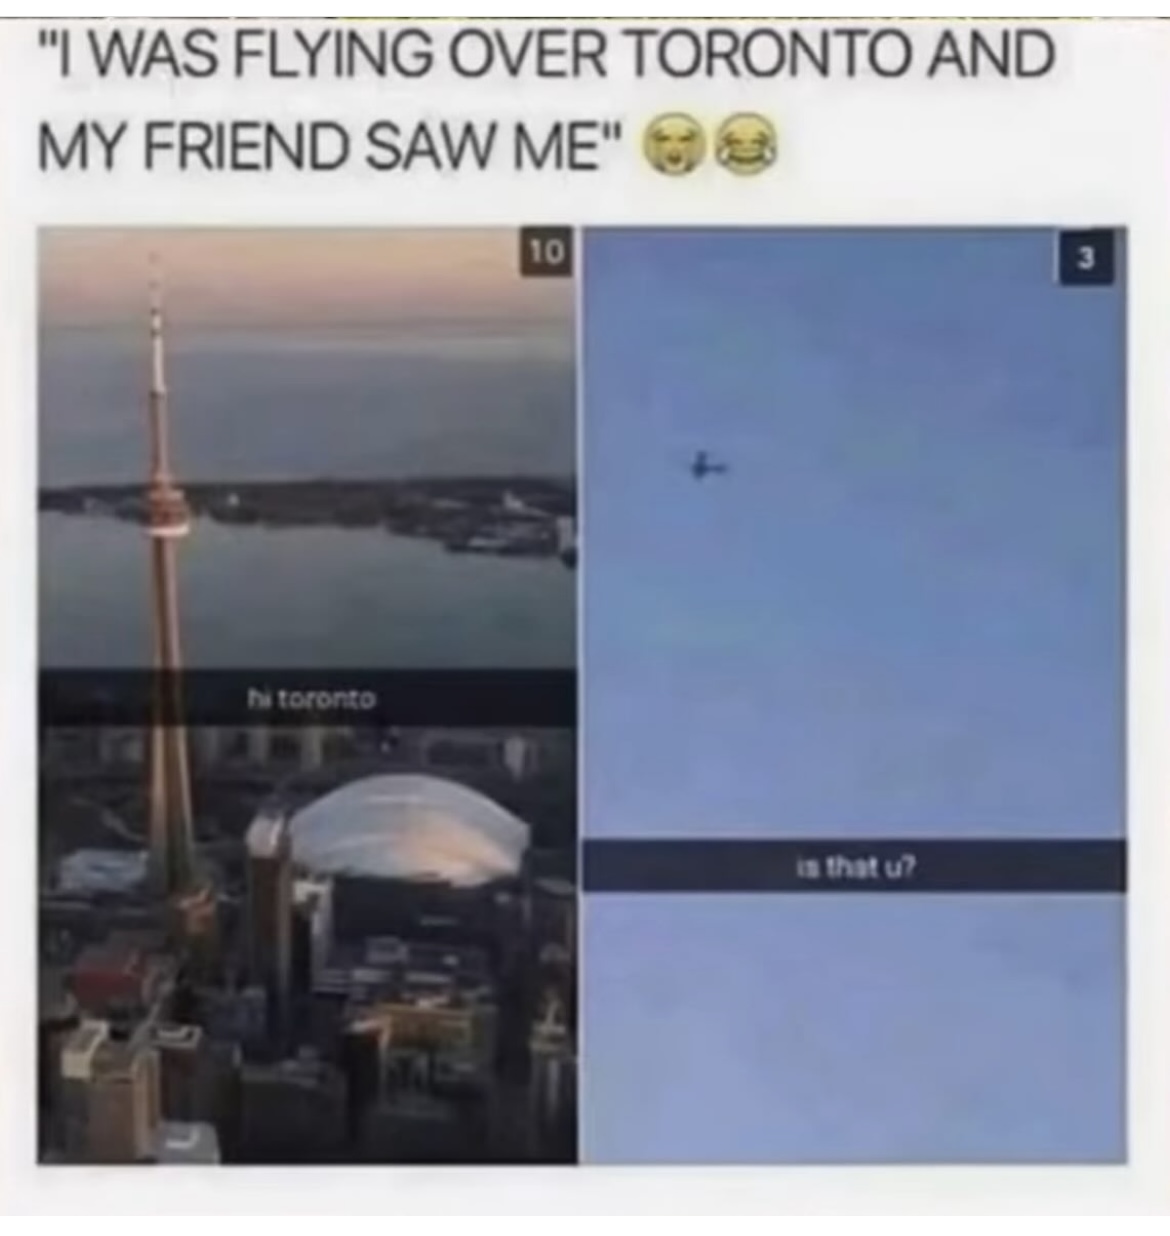 "I WAS FLYING OVER TORONTO AND
MY FRIEND SAW ME" 😭😂
10
hi toronto
3
is that u?